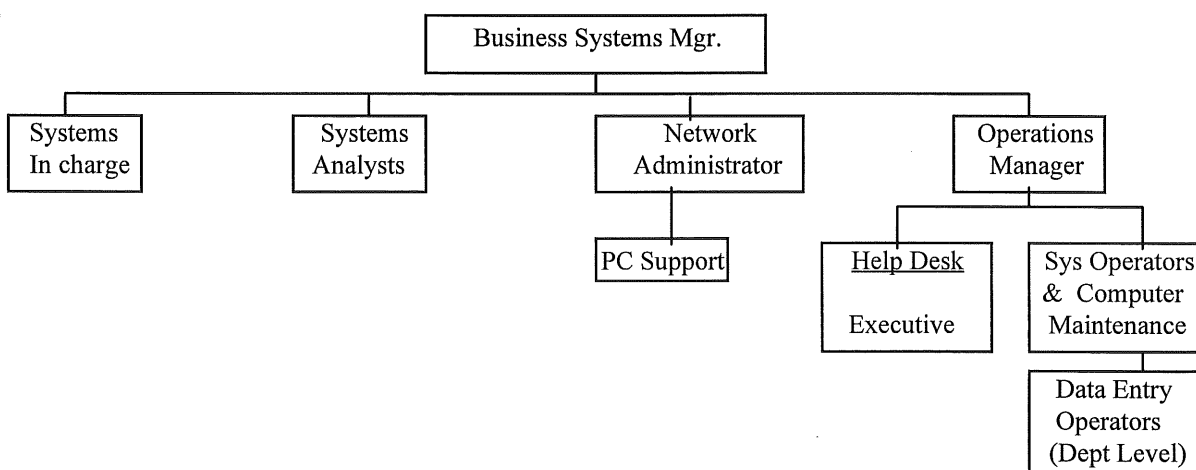 Business Systems Mgr.
Systems
In charge
Systems
Analysts
Network
Administrator
Operations
Manager
PC Support
Help Desk
Executive
Sys Operators
& Computer
Maintenance
Data Entry
Operators
(Dept Level)